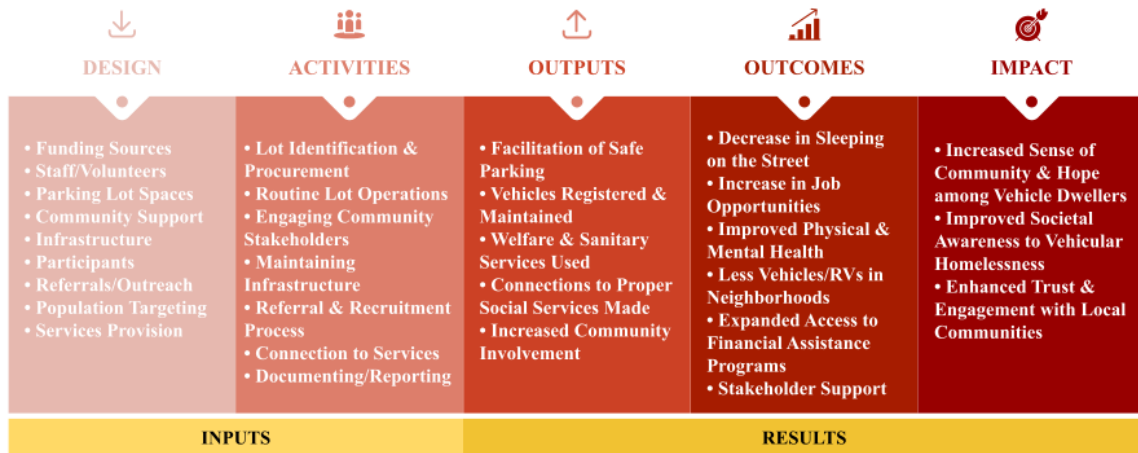 DESIGN
• Funding Sources
• Staff/Volunteers
• Parking Lot Spaces
• Community Support
• Infrastructure
• Participants
• Referrals/Outreach
• Population Targeting
• Services Provision
ACTIVITIES
• Lot Identification &
Procurement
• Routine Lot Operations
• Engaging Community
Stakeholders
• Maintaining
Infrastructure
• Referral & Recruitment
Process
• Connection to Services
• Documenting/Reporting
OUTPUTS
• Facilitation of Safe
Parking
• Vehicles Registered &
Maintained
• Welfare & Sanitary
Services Used
• Connections to Proper
Social Services Made
• Increased Community
Involvement
OUTCOMES
• Decrease in Sleeping
on the Street
• Increase in Job
Opportunities
• Improved Physical &
Mental Health
• Less Vehicles/RVs in
Neighborhoods
• Expanded Access to
Financial Assistance
Programs
• Stakeholder Support
IMPACT
• Increased Sense of
Community & Hope
among Vehicle Dwellers
• Improved Societal
Awareness to Vehicular
Homelessness
• Enhanced Trust &
Engagement with Local
Communities
INPUTS
RESULTS